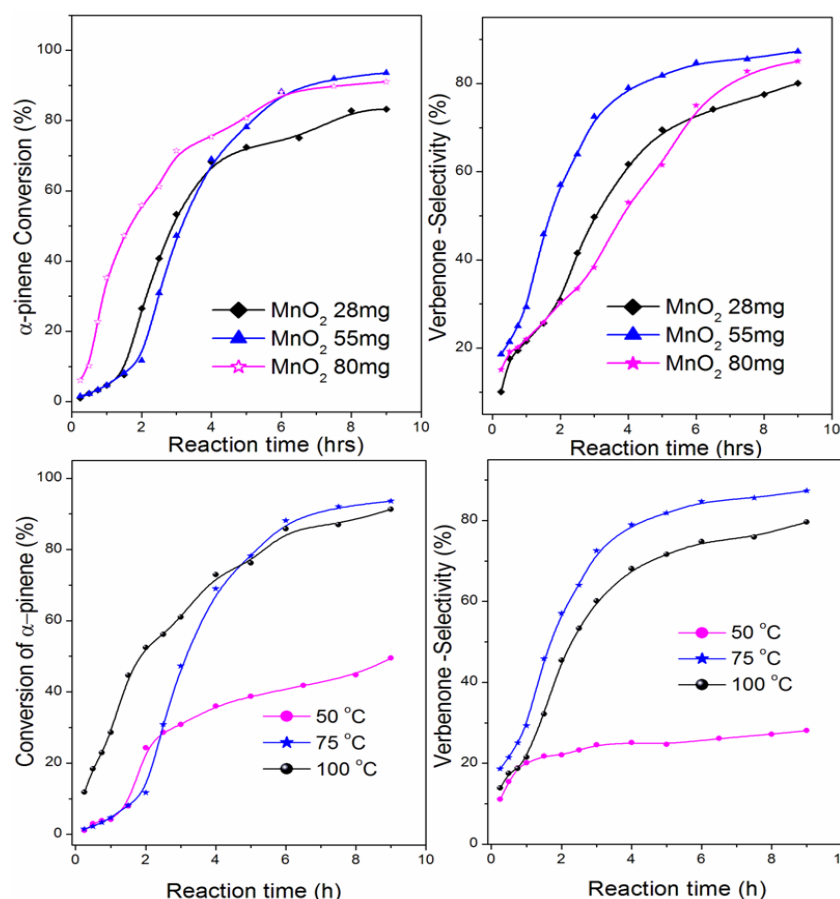 α-pinene Conversion (%)
100
80
60
40
20
0
MnO₂ 28mg
MnO₂ 55mg
MnO₂ 80mg
0 2 4 6 8 10
Reaction time (hrs)
Verbenone -Selectivity (%)
80
60
40
20
MnO₂ 28mg
MnO₂ 55mg
MnO₂ 80mg
0 2 4 6 8 10
Reaction time (hrs)
Conversion of α–pinene (%)
100
80
60
40
20
0
50 °C
75 °C
100 °C
0 2 4 6 8 10
Reaction time (h)
Verbenone -Selectivity (%)
80
60
40
20
0
50 °C
75 °C
100 °C
0 2 4 6 8 10
Reaction time (h)